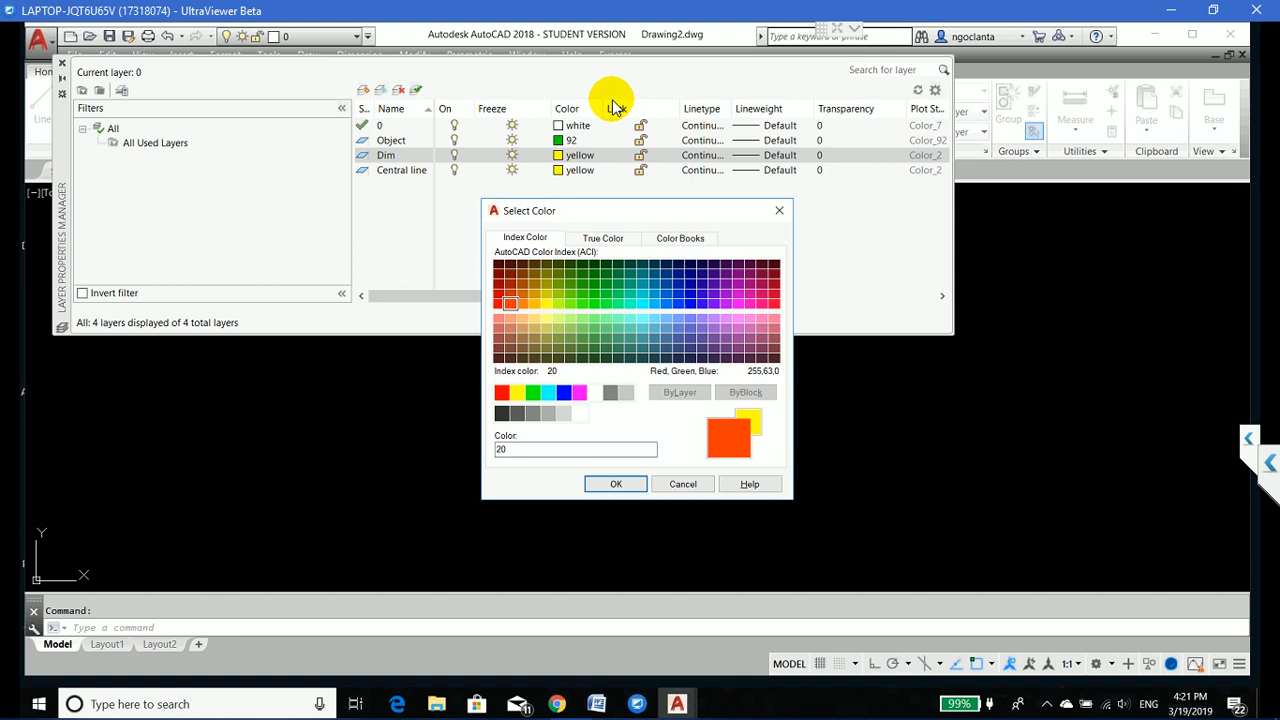 LAPTOP-JQT6U65V (17318074) - UltraViewer Beta
0
Autodesk AutoCAD 2018 - STUDENT VERSION Drawing2.dwg
Type a keyword or phrase
ngoclanta
Current layer: 0
Search for layer
Filters
S.. Name On Freeze Color Linetype Lineweight Transparency Plot St...
All
All Used Layers
0 white Continu... Default 0 Color_7
Object 92 Continu... Default 0 Color_92
Dim yellow Continu... Default 0 Color_2
Central line yellow Continu... Default 0 Color_2
Invert filter
All: 4 layers displayed of 4 total layers
LAYER PROPERTIES MANAGER
Group
Measure
Paste
Base
Groups
Utilities
Clipboard
View
Select Color
Index Color True Color Color Books
AutoCAD Color Index (ACI):
Index color: 20 Red, Green, Blue: 255,63,0
ByLayer ByBlock
Color:
20
OK Cancel Help
Y
X
Command:
Type a command
Model Layout1 Layout2 +
MODEL 1:1
Type here to search
11
99%
ENG
4:21 PM
3/19/2019
22